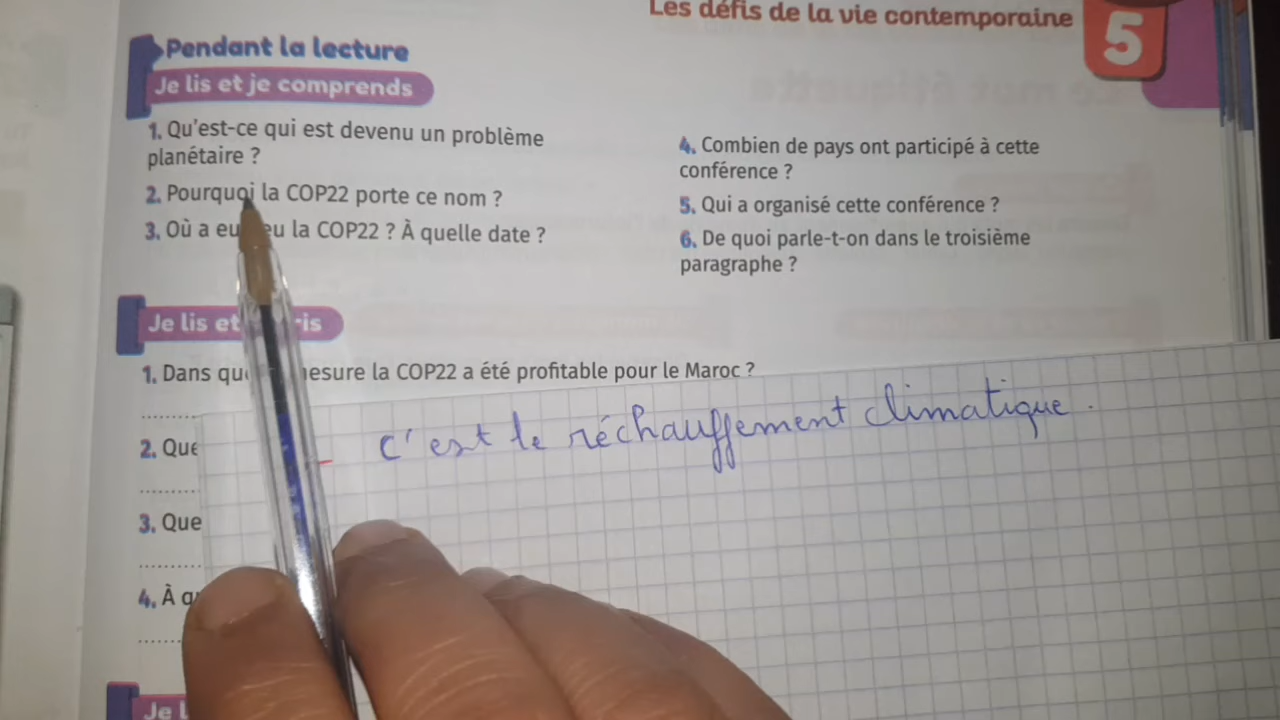 Les défis de la vie contemporaine
5
Pendant la lecture
Je lis et je comprends
1. Qu'est-ce qui est devenu un problème
planétaire ?
2. Pourquoi la COP22 porte ce nom ?
3. Où a eu la COP22 ? À quelle date ?
4. Combien de pays ont participé à cette
conférence ?
5. Qui a organisé cette conférence ?
6. De quoi parle-t-on dans le troisième
paragraphe ?
Je lis et
1. Dans la COP22 a été profitable pour le Maroc ?
c'est le réchauffement climatique.
2. Que
3. Que
4. À
Je